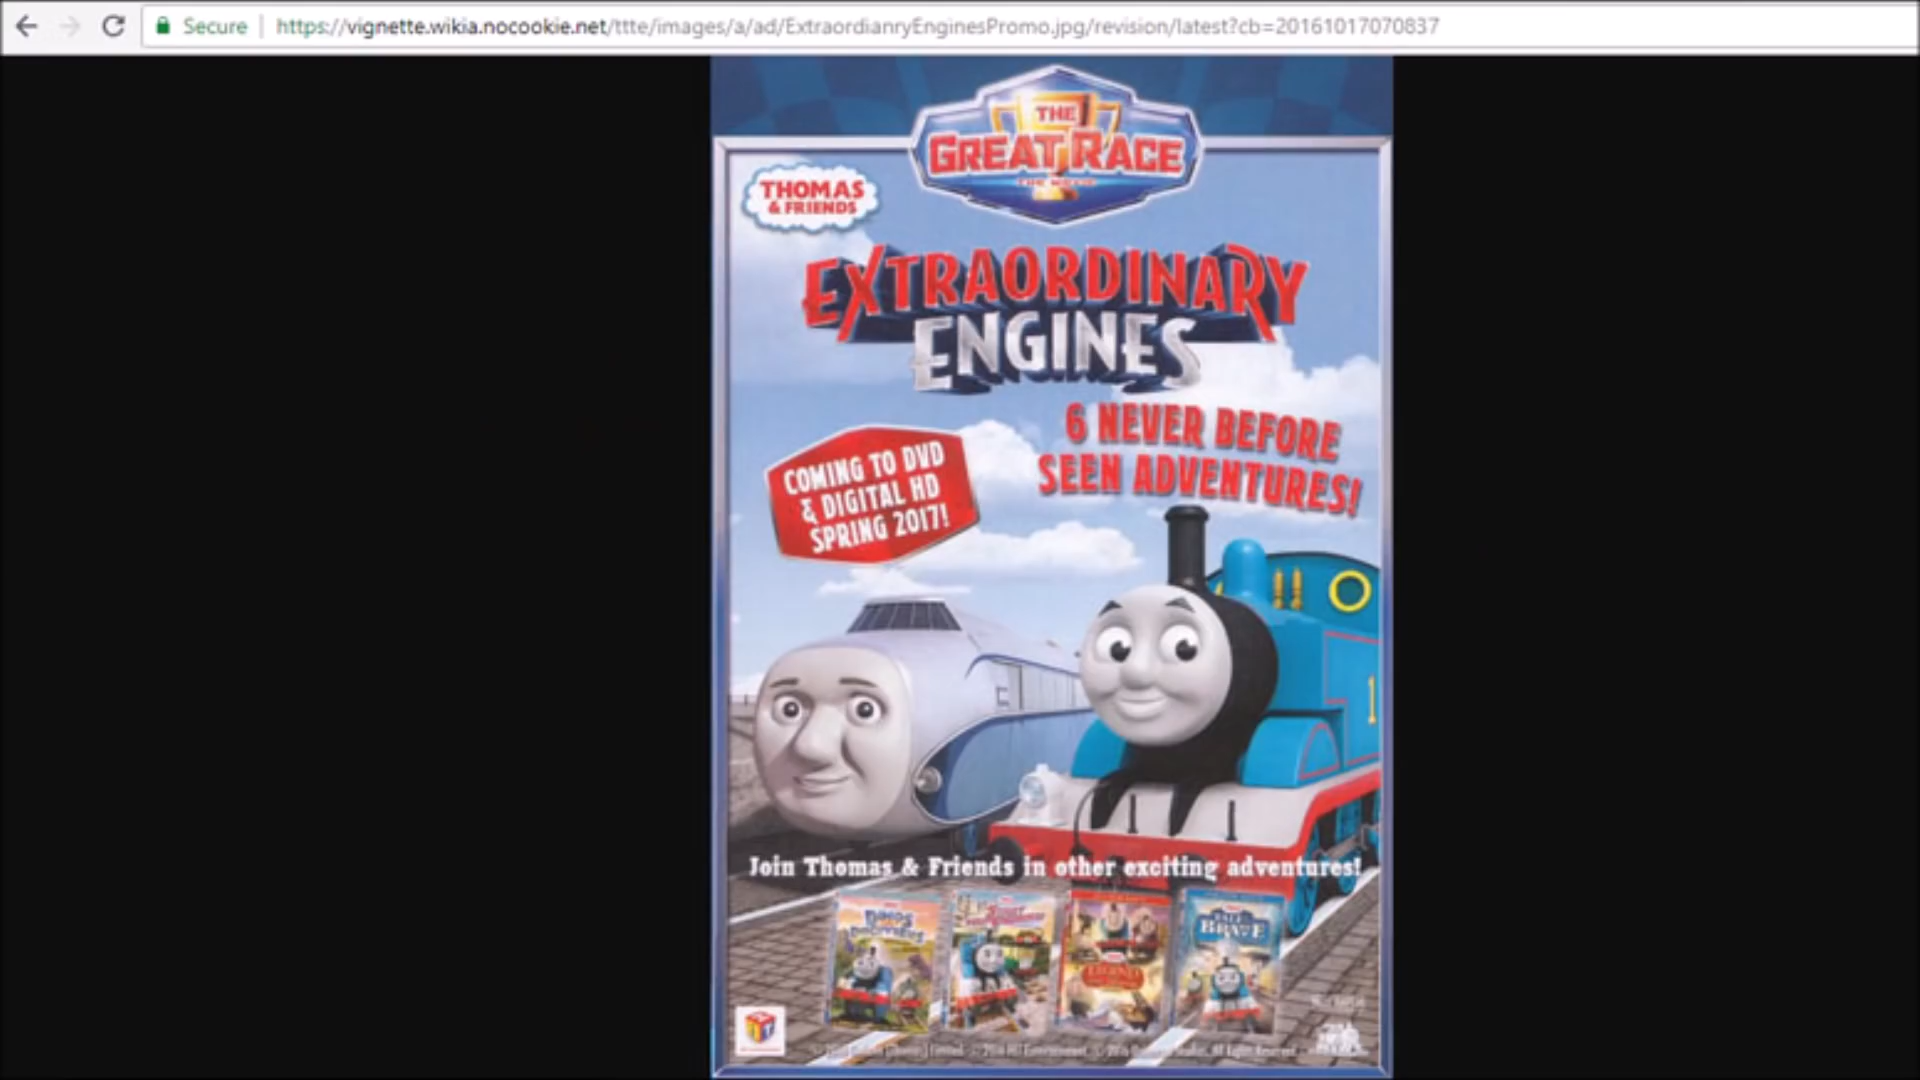 Secure
https://vignette.wikia.nocookie.net/ttte/images/a/ad/ExtraordianryEnginesPromo.jpg/revision/latest?cb=20161017070837
THE
GREAT RACE
THOMAS
& FRIENDS
EXTRAORDINARY
ENGINES
6 NEVER BEFORE
SEEN ADVENTURES!
COMING TO DVD
& DIGITAL HD
SPRING 2017!
1
Join Thomas & Friends in other exciting adventures!
BRAVE